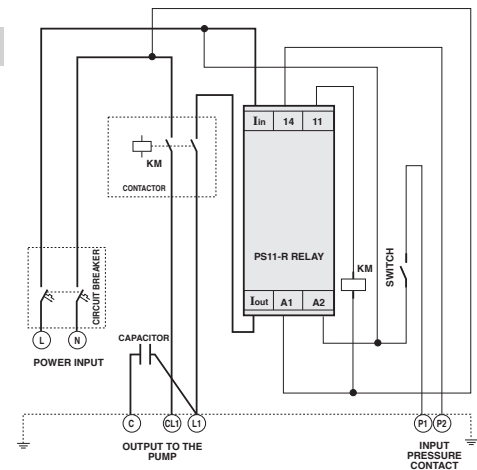 Iin 14 11
KM
CONTACTOR
PS11-R RELAY
KM
SWITCH
CIRCUIT BREAKER
Iout A1 A2
L N
CAPACITOR
POWER INPUT
C CL1 L1 P1 P2
OUTPUT TO THE
PUMP
INPUT
PRESSURE
CONTACT